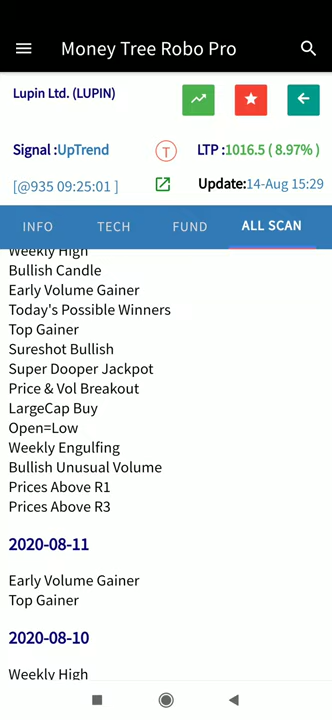 Money Tree Robo Pro
Lupin Ltd. (LUPIN)
Signal :UpTrend
T
LTP :1016.5 ( 8.97% )
[@935 09:25:01 ]
Update:14-Aug 15:29
INFO
TECH
FUND
ALL SCAN
Weekly High
Bullish Candle
Early Volume Gainer
Today's Possible Winners
Top Gainer
Sureshot Bullish
Super Dooper Jackpot
Price & Vol Breakout
LargeCap Buy
Open=Low
Weekly Engulfing
Bullish Unusual Volume
Prices Above R1
Prices Above R3
2020-08-11
Early Volume Gainer
Top Gainer
2020-08-10
Weekly High